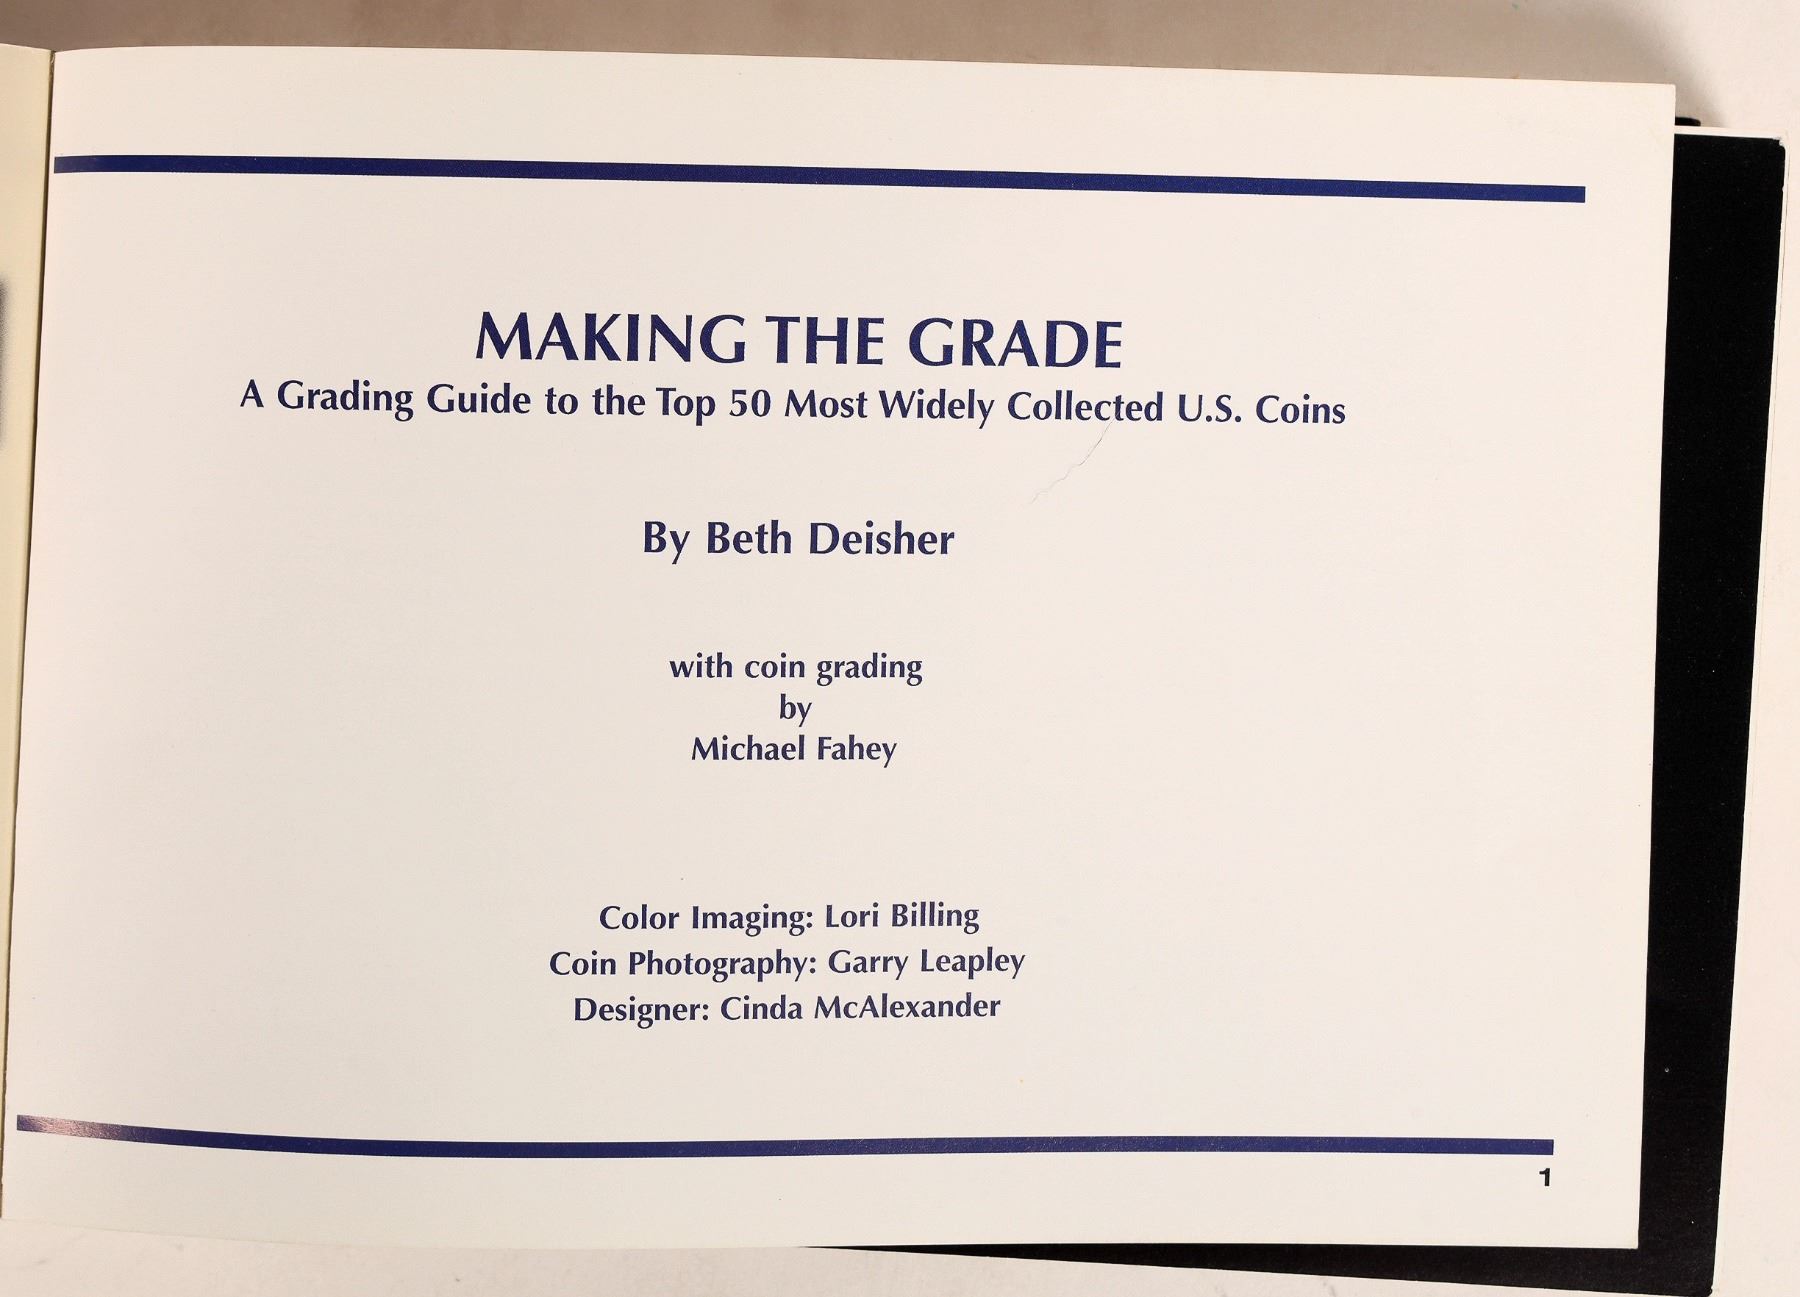 MAKING THE GRADE
A Grading Guide to the Top 50 Most Widely Collected U.S. Coins
By Beth Deisher
with coin grading
by
Michael Fahey
Color Imaging: Lori Billing
Coin Photography: Garry Leapley
Designer: Cinda McAlexander
1